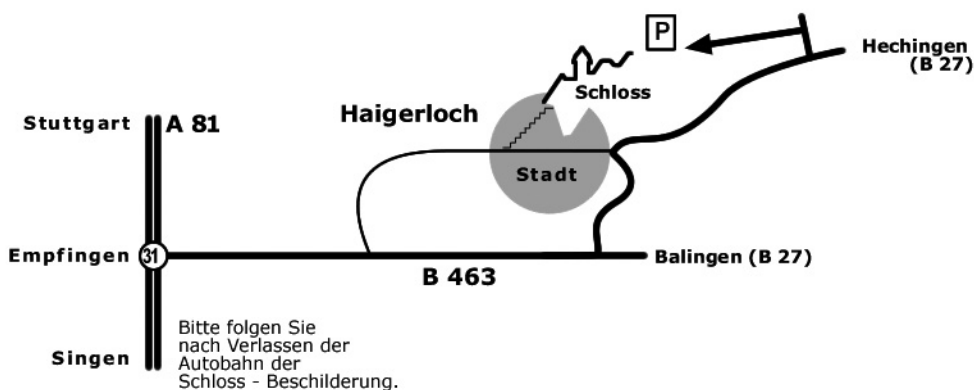 P
Hechingen
(B 27)
Schloss
Haigerloch
Stuttgart
A 81
Stadt
Empfingen
31
Balingen (B 27)
B 463
Bitte folgen Sie
nach Verlassen der
Autobahn der
Schloss - Beschilderung.
Singen